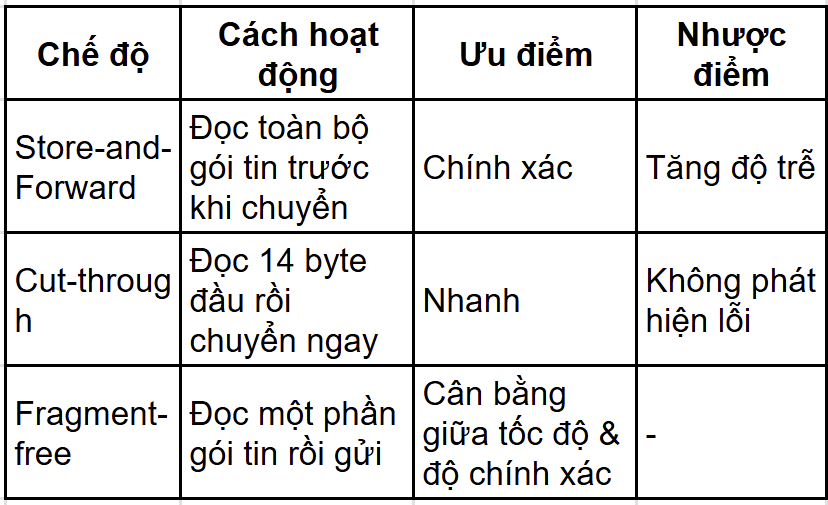 Chế độ
Cách hoạt
động
Ưu điểm
Nhược
điểm
Store-and-
Forward
Đọc toàn bộ
gói tin trước
khi chuyển
Chính xác
Tăng độ trễ
Cut-throug
h
Đọc 14 byte
đầu rồi
chuyển ngay
Nhanh
Không phát
hiện lỗi
Fragment-
free
Đọc một phần
gói tin rồi gửi
Cân bằng
giữa tốc độ &
độ chính xác
-